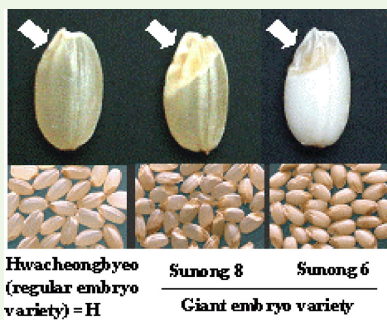 Hwacheongbyeo
(regular embryo
variety) = H
Sunong 8
Sunong 6
Giant embryo variety